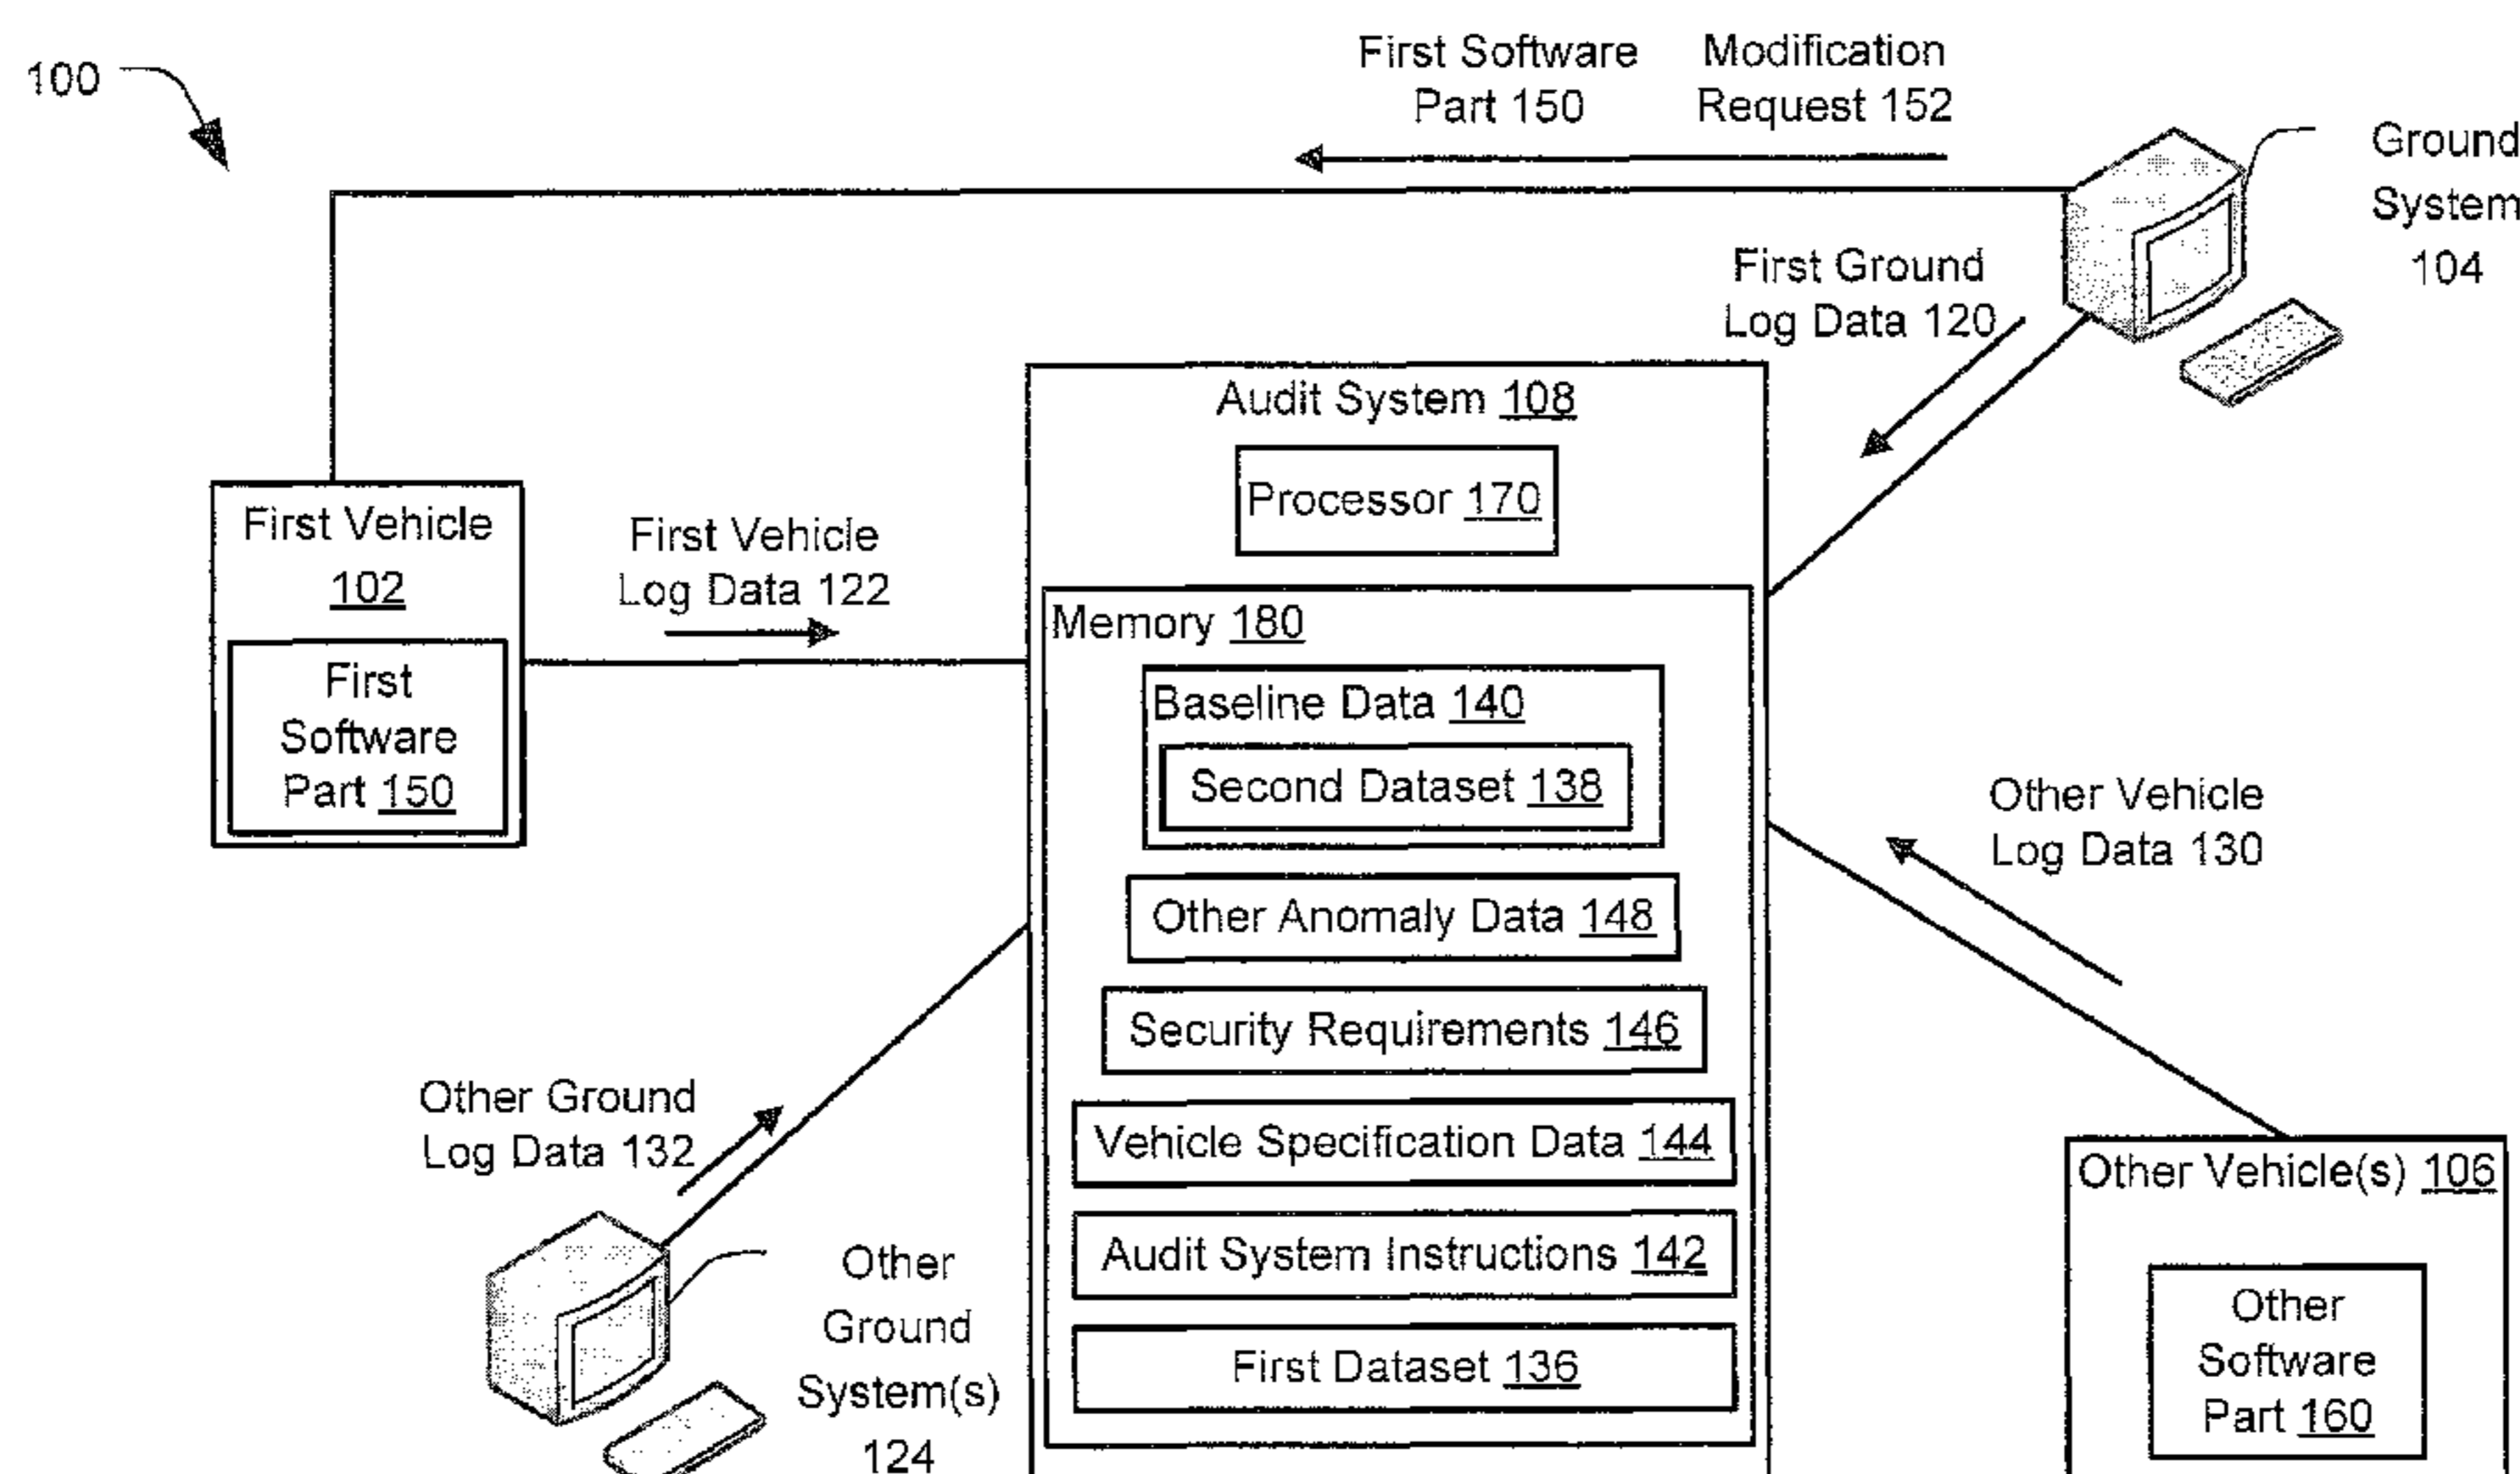 100
First Software
Part 150
Modification
Request 152
Ground
System
104
First Ground
Log Data 120
Audit System 108
Processor 170
First Vehicle
102
First
Software
Part 150
First Vehicle
Log Data 122
Memory 180
Baseline Data 140
Second Dataset 138
Other Anomaly Data 148
Security Requirements 146
Vehicle Specification Data 144
Audit System Instructions 142
First Dataset 136
Other Vehicle
Log Data 130
Other Ground
Log Data 132
Other
Ground
System(s)
124
Other Vehicle(s) 106
Other
Software
Part 160